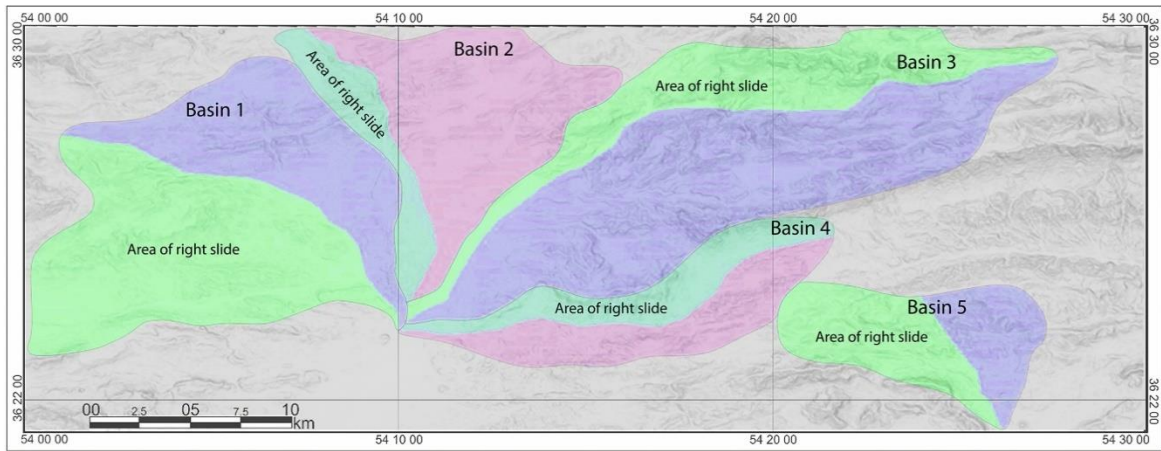 54 00 00
54 10 00
54 20 00
54 30 00
36 30 00
36 30 00
Basin 1
Area of right slide
Basin 2
Basin 3
Area of right slide
Area of right slide
Basin 4
Area of right slide
Basin 5
Area of right slide
36 22 00
36 22 00
00 2.5 05 7.5 10
km
54 00 00
54 10 00
54 20 00
54 30 00